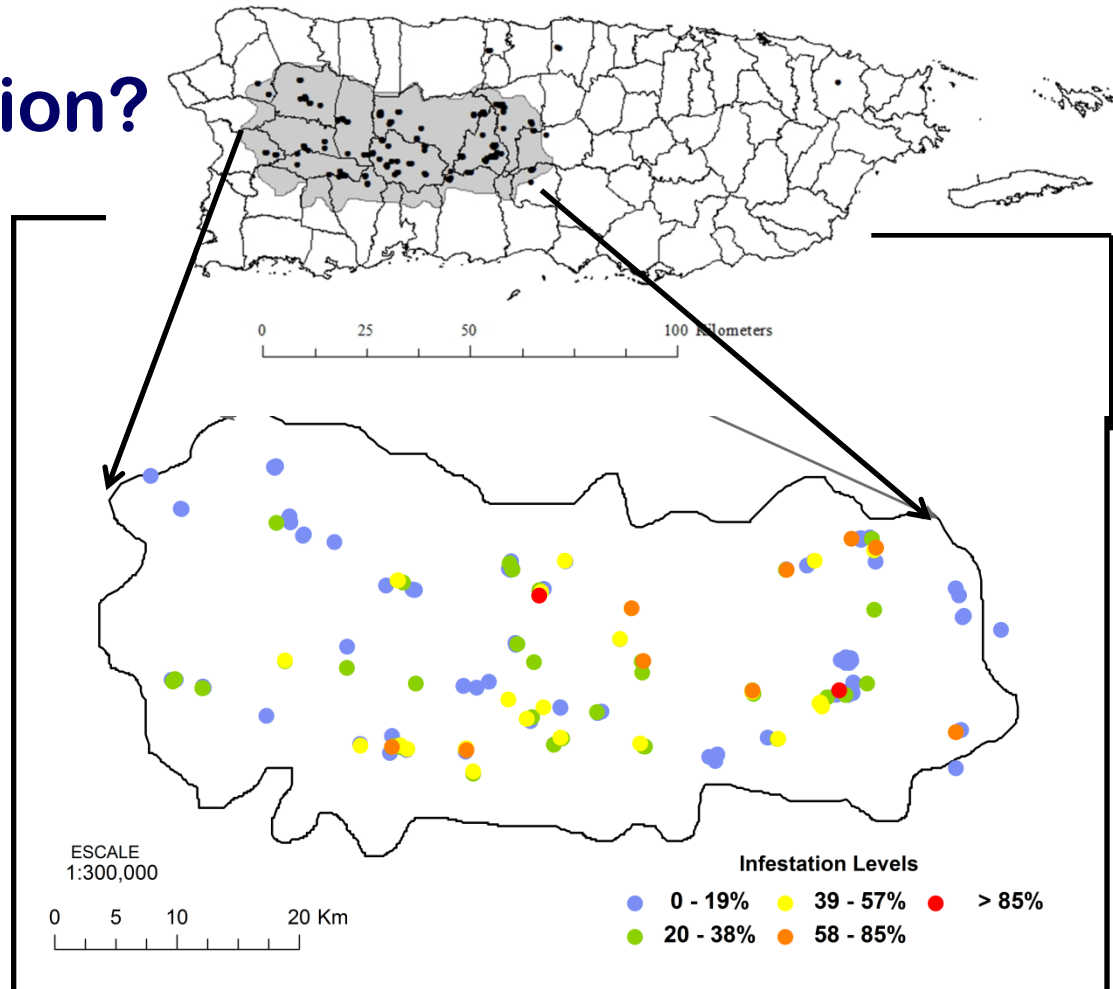 ion?
0 25 50 100 Kilometers
ESCALE
1:300,000
0 5 10 20 Km
Infestation Levels
0 - 19% 39 - 57% > 85%
20 - 38% 58 - 85%